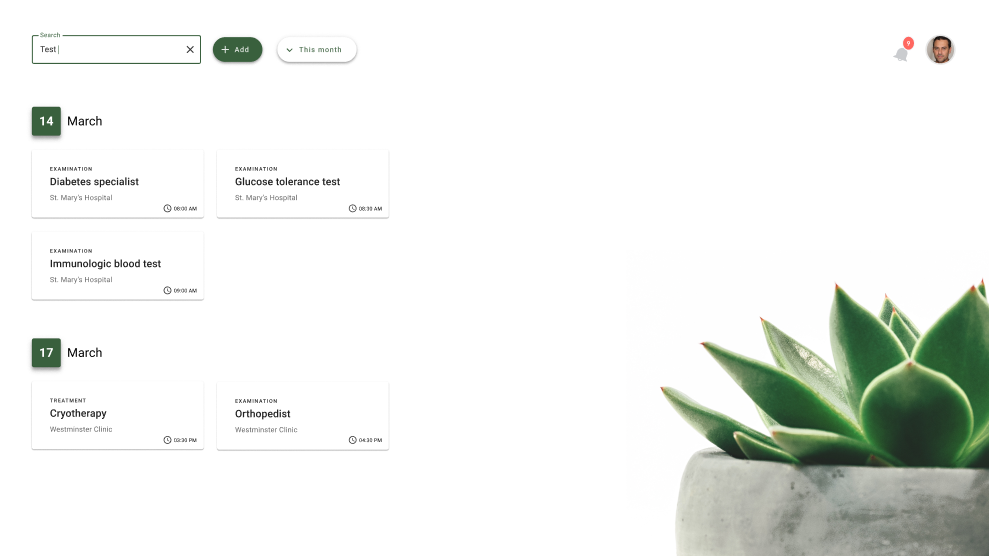 Search
Test
Add
This month
9
14 March
EXAMINATION
Diabetes specialist
St. Mary's Hospital
08:00 AM
EXAMINATION
Glucose tolerance test
St. Mary's Hospital
08:30 AM
EXAMINATION
Immunologic blood test
St. Mary's Hospital
09:00 AM
17 March
TREATMENT
Cryotherapy
Westminster Clinic
03:30 PM
EXAMINATION
Orthopedist
Westminster Clinic
04:30 PM